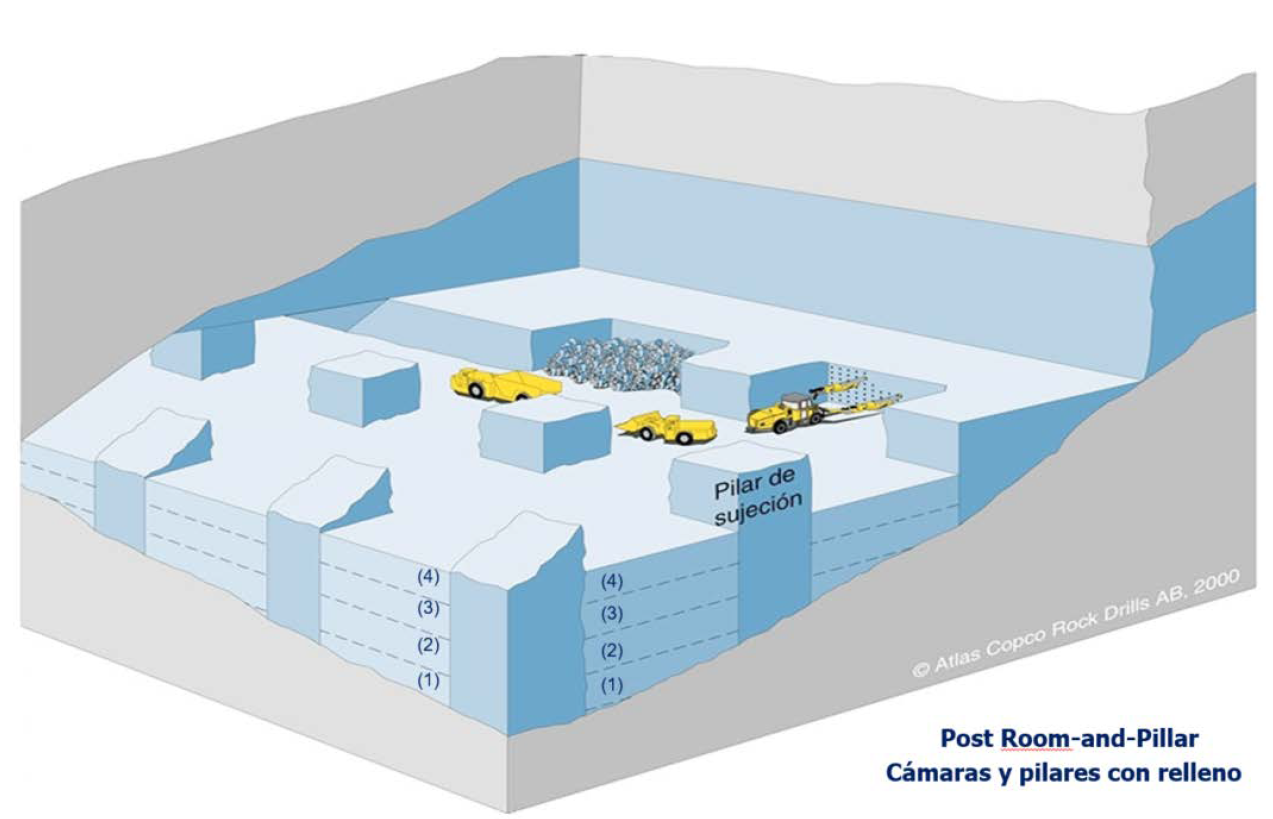 Pilar de
sujeción
(4)
(3)
(2)
(1)
(4)
(3)
(2)
(1)
© Atlas Copco Rock Drills AB, 2000
Post Room-and-Pillar
Cámaras y pilares con relleno